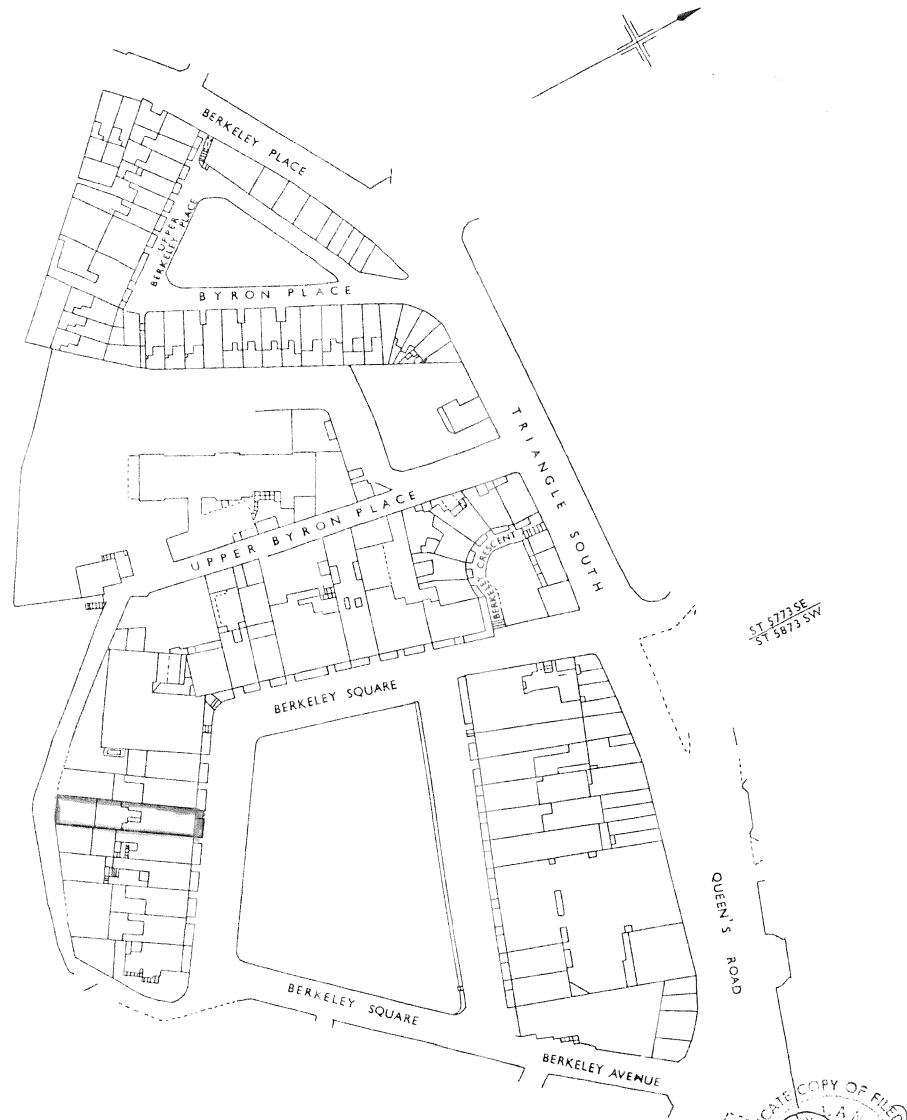 BERKELEY PLACE
UPPER
BERKELEY PLACE
BYRON PLACE
TRIANGLE SOUTH
UPPER BYRON PLACE
BERKELEY CRESCENT
ST 5773 SE
ST 5873 SW
BERKELEY SQUARE
QUEEN'S ROAD
BERKELEY SQUARE
BERKELEY AVENUE
COPY OF FILED